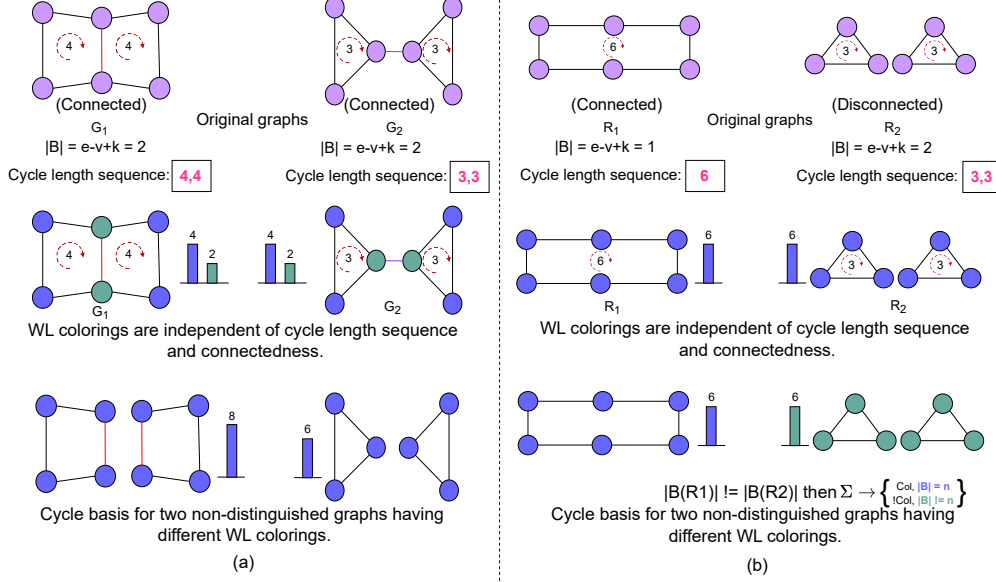 4
4
3
3
(Connected)
(Connected)
G1
Original graphs
G2
|B| = e-v+k = 2
|B| = e-v+k = 2
Cycle length sequence: 4,4
Cycle length sequence: 3,3
4
4
4
2
4
2
3
3
G1
G2
WL colorings are independent of cycle length sequence
and connectedness.
8
6
Cycle basis for two non-distinguished graphs having
different WL colorings.
(a)
6
3
3
(Connected)
(Disconnected)
R1
Original graphs
R2
|B| = e-v+k = 1
|B| = e-v+k = 2
Cycle length sequence: 6
Cycle length sequence: 3,3
6
6
6
3
3
R1
R2
WL colorings are independent of cycle length sequence
and connectedness.
6
6
|B(R1)| != |B(R2)| then Σ → { Col, |B| = n
!Col, |B| != n }
Cycle basis for two non-distinguished graphs having
different WL colorings.
(b)